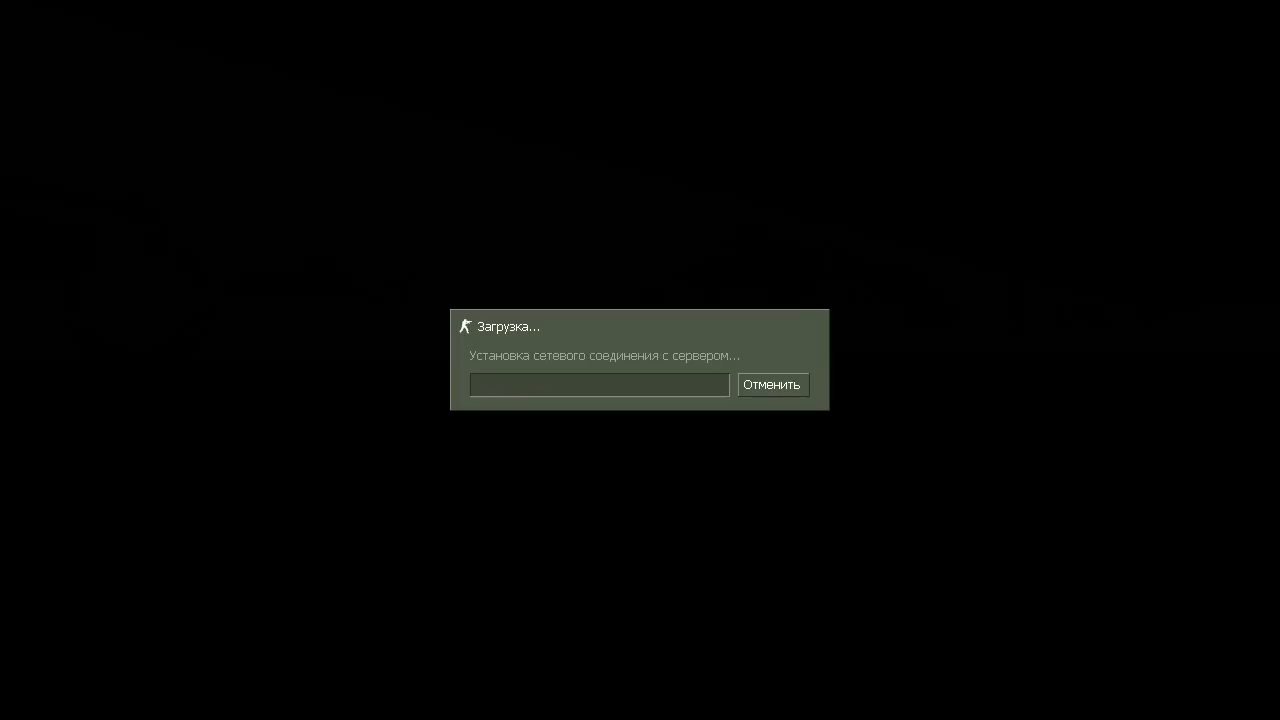 Загрузка...
Установка сетевого соединения с сервером...
Отменить